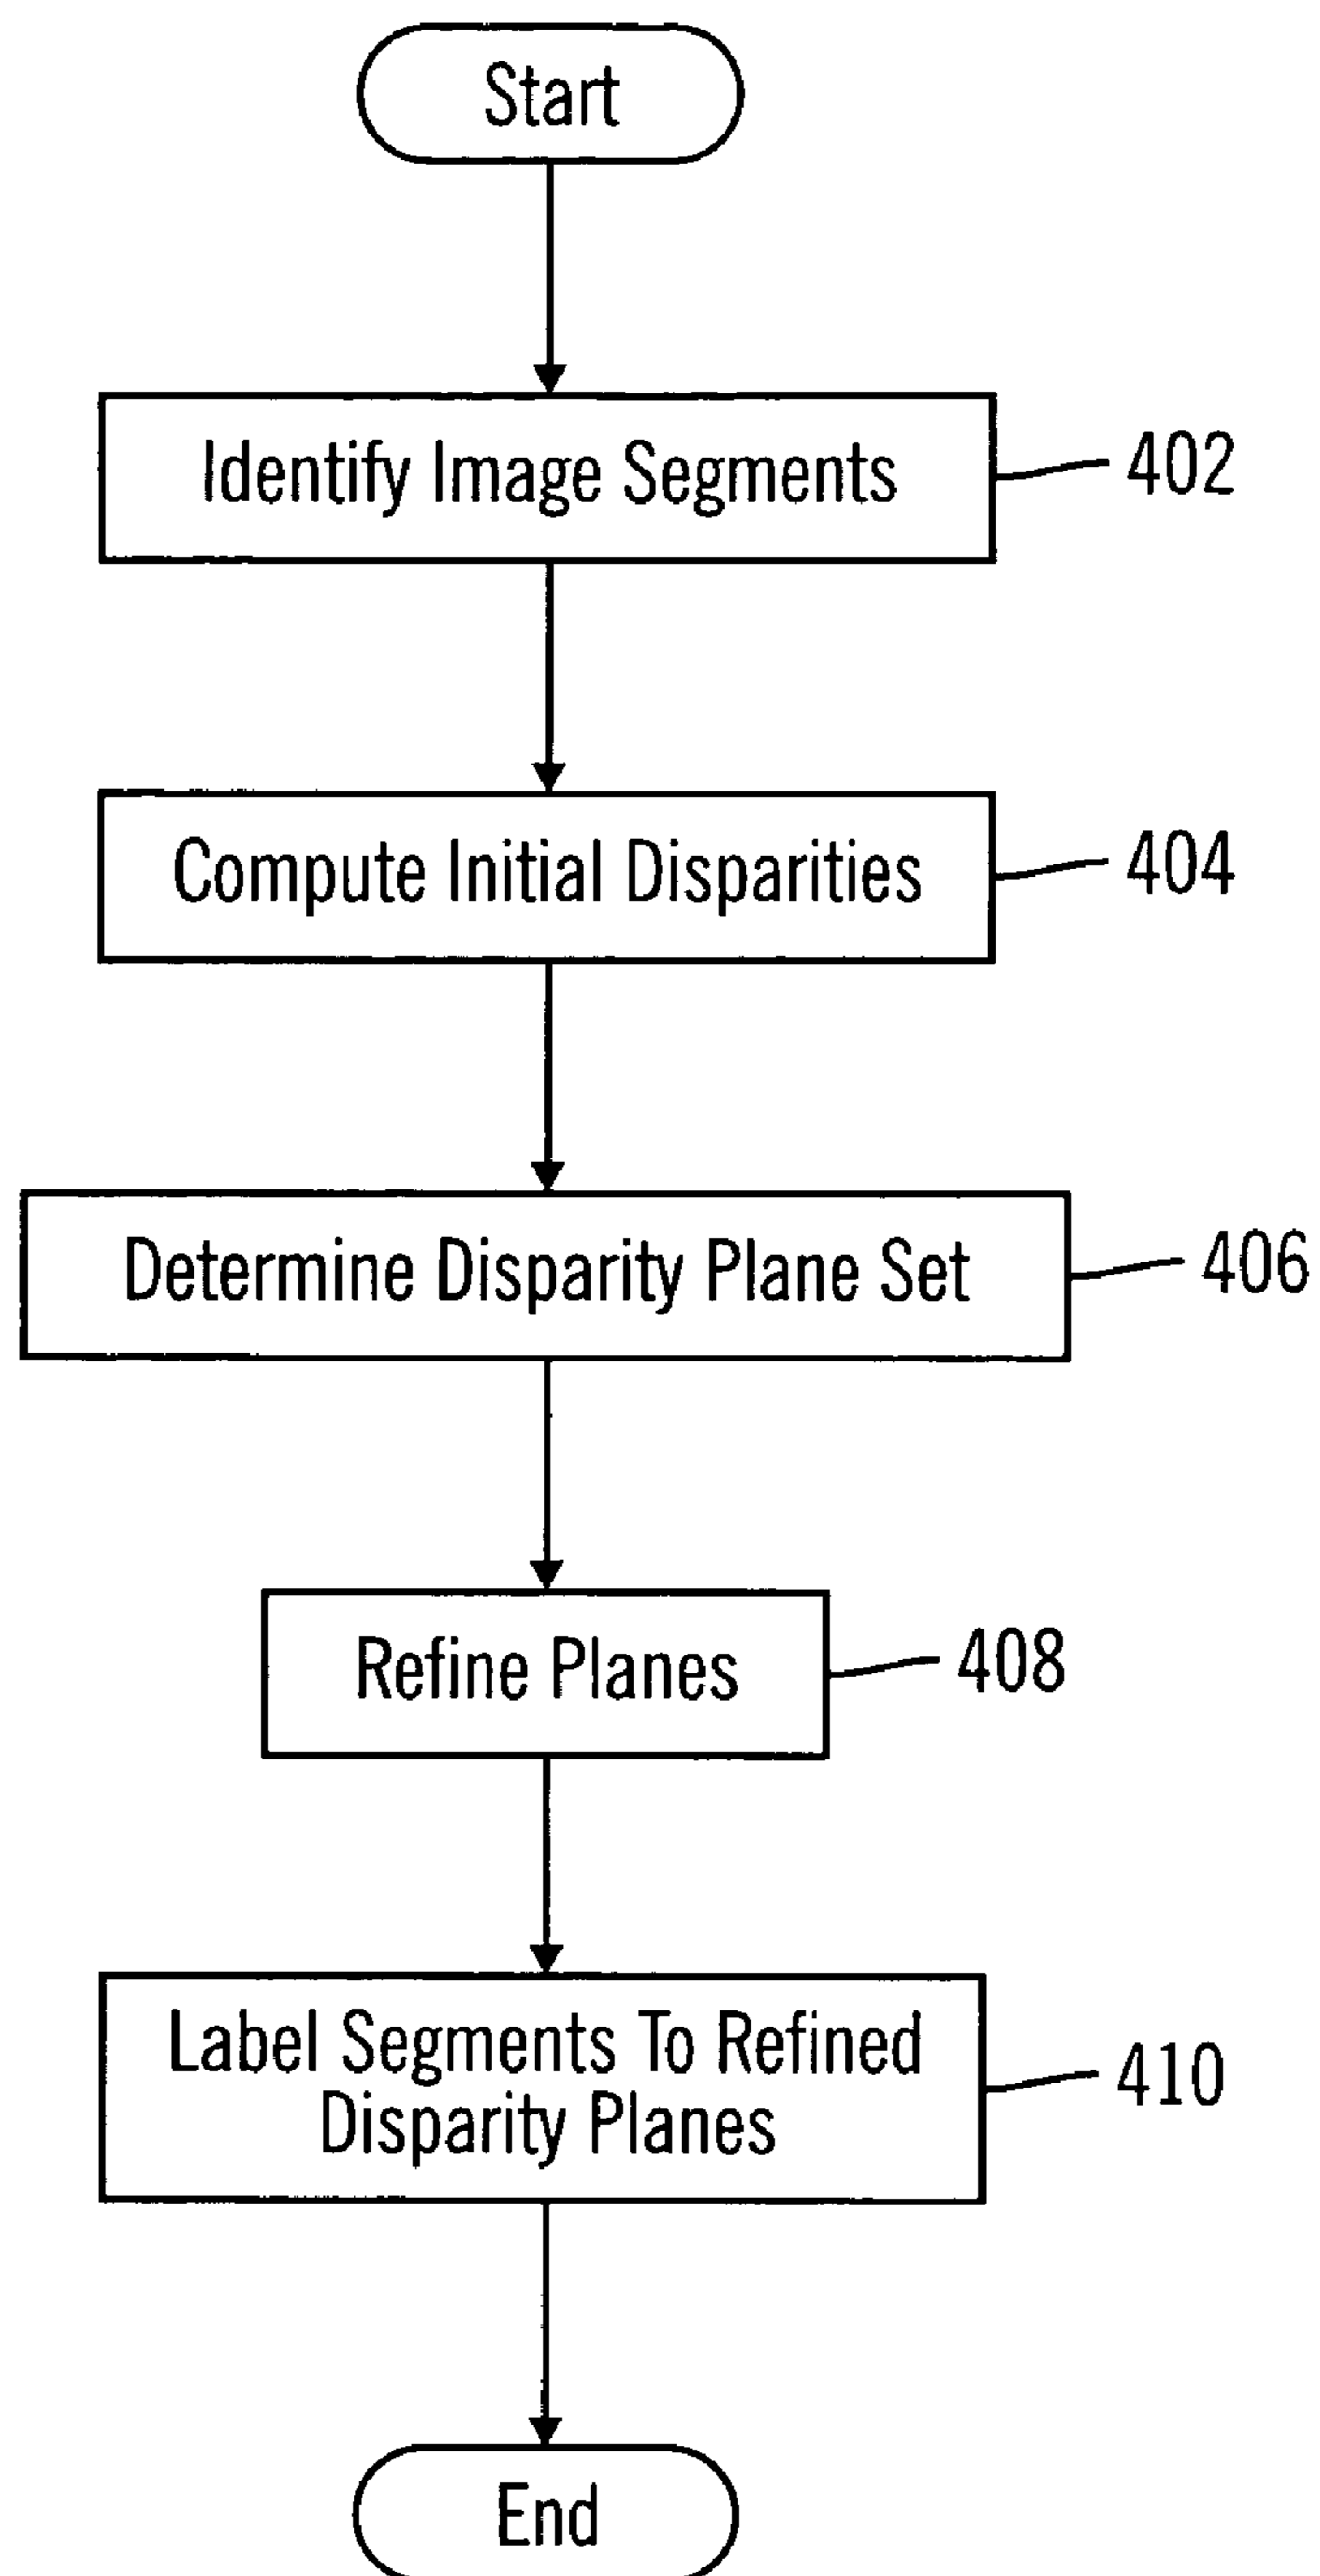 Start
Identify Image Segments
402
Compute Initial Disparities
404
Determine Disparity Plane Set
406
Refine Planes
408
Label Segments To Refined
Disparity Planes
410
End